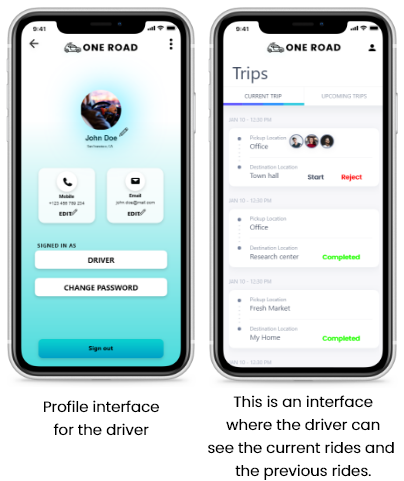 9:41
ONE ROAD
John Doe
San Francisco, CA
Mobile
+123 456 789 234
EDIT
Email
john.doe@mail.com
EDIT
SIGNED IN AS
DRIVER
CHANGE PASSWORD
Sign out
Profile interface
for the driver
9:41
ONE ROAD
Trips
CURRENT TRIP
UPCOMING TRIPS
JAN 10 - 12:30 PM
Pickup Location
Office
Destination Location
Town hall
Start
Reject
JAN 10 - 12:30 PM
Pickup Location
Office
Destination Location
Research center
Completed
JAN 10 - 12:30 PM
Pickup Location
Fresh Market
Destination Location
My Home
Completed
JAN 10 - 12:30 PM
This is an interface
where the driver can
see the current rides and
the previous rides.